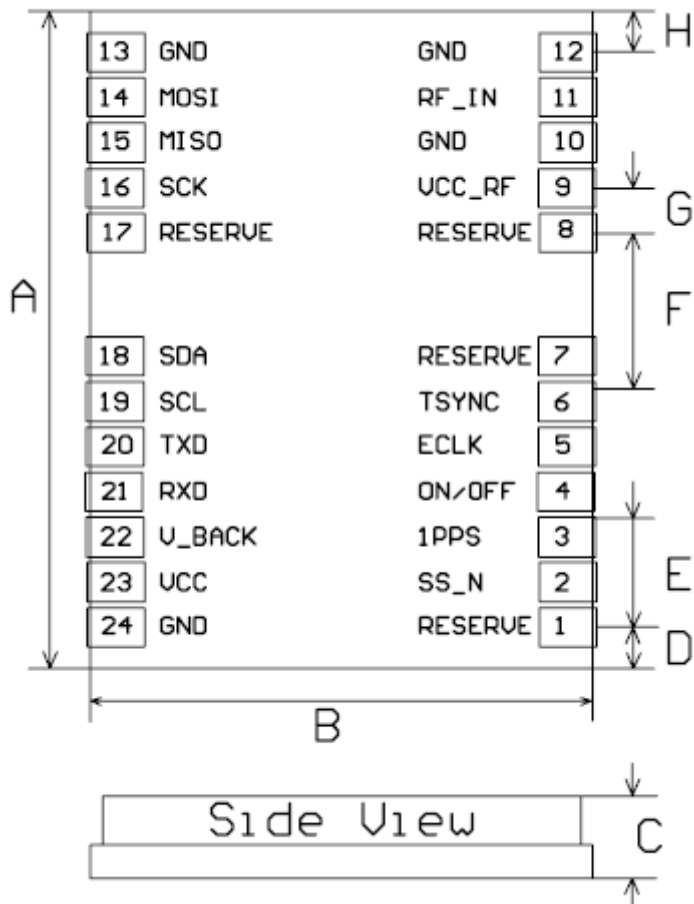 H
13 GND GND 12
14 MOSI RF_IN 11
15 MISO GND 10
16 SCK VCC_RF 9
G
17 RESERVE RESERVE 8
A
F
18 SDA RESERVE 7
19 SCL TSYNC 6
20 TXD ECLK 5
21 RXD ON/OFF 4
22 V_BACK 1PPS 3
E
23 VCC SS_N 2
24 GND RESERVE 1
D
B
Side View
C